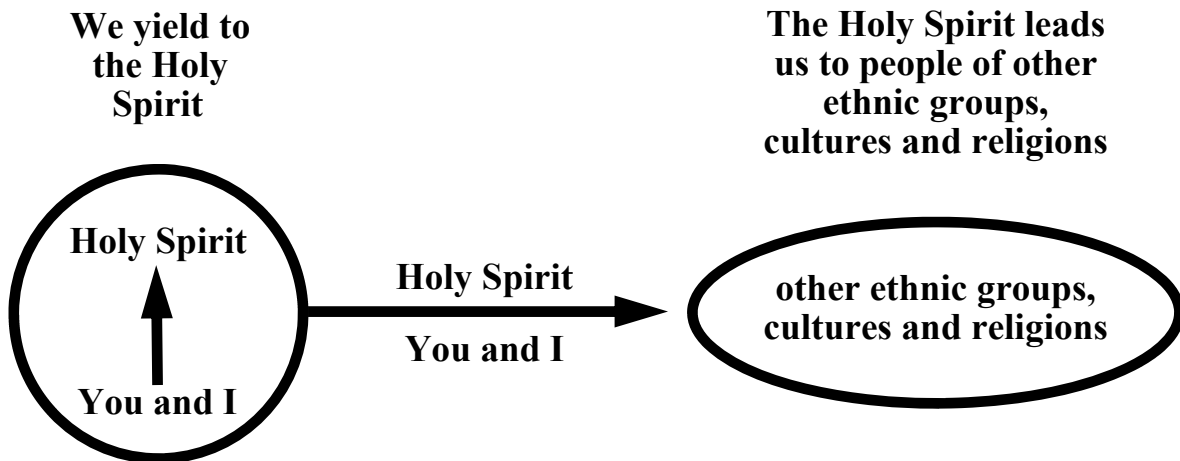 We yield to
the Holy
Spirit
The Holy Spirit leads
us to people of other
ethnic groups,
cultures and religions
Holy Spirit
You and I
Holy Spirit
You and I
other ethnic groups,
cultures and religions